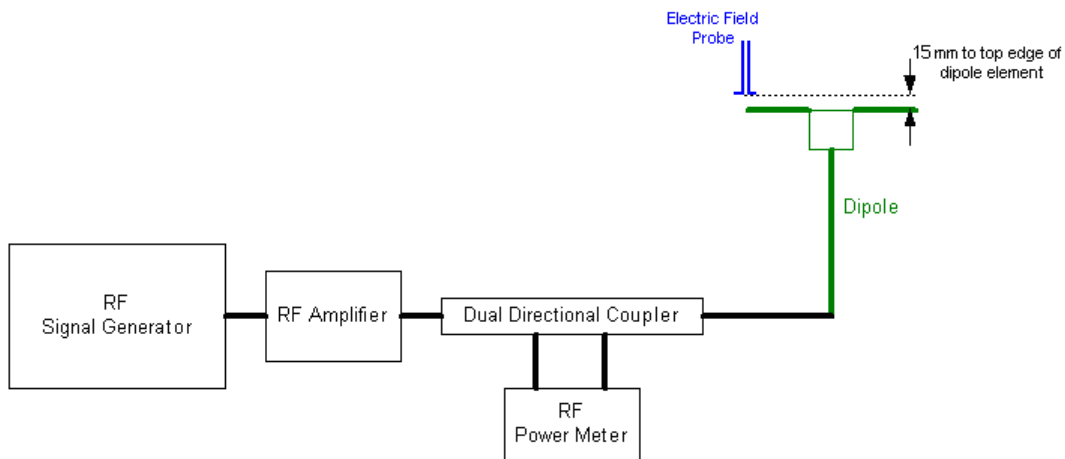 Electric Field
Probe
15 mm to top edge of
dipole element
Dipole
RF
Signal Generator
RF Amplifier
Dual Directional Coupler
RF
Power Meter